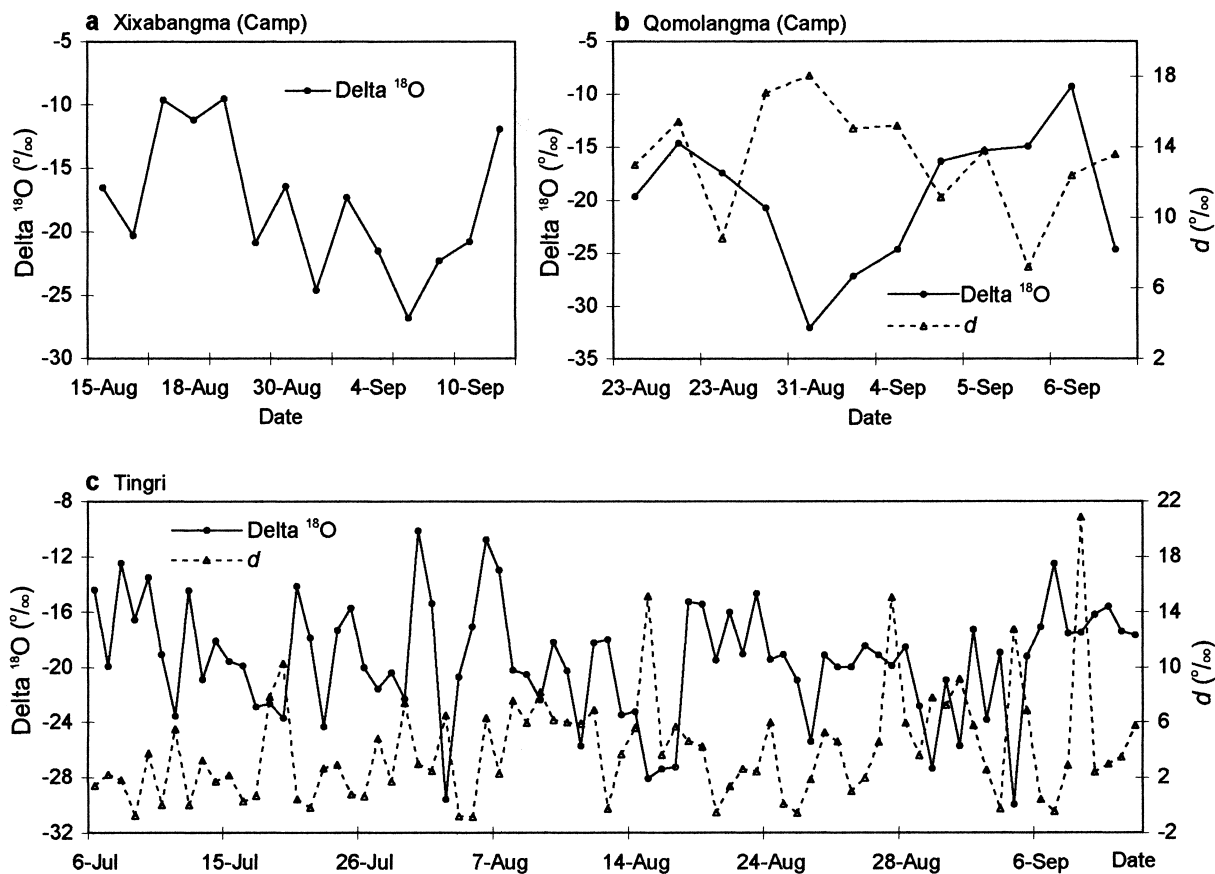 a Xixabangma (Camp)
-5
-10
-15
-20
-25
-30
Delta ¹⁸O (°/∞)
Delta ¹⁸O
15-Aug 18-Aug 30-Aug 4-Sep 10-Sep
Date
b Qomolangma (Camp)
-5
-10
-15
-20
-25
-30
-35
Delta ¹⁸O (°/∞)
18
14
10
6
2
d (°/∞)
Delta ¹⁸O
d
23-Aug 23-Aug 31-Aug 4-Sep 5-Sep 6-Sep
Date
c Tingri
-8
-12
-16
-20
-24
-28
-32
Delta ¹⁸O (°/∞)
Delta ¹⁸O
d
22
18
14
10
6
2
-2
d (°/∞)
6-Jul 15-Jul 26-Jul 7-Aug 14-Aug 24-Aug 28-Aug 6-Sep Date